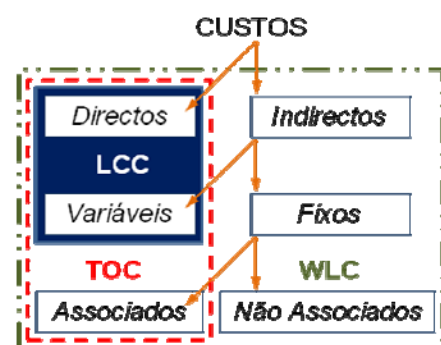 CUSTOS
Directos
Indirectos
LCC
Variáveis
Fixos
TOC
WLC
Associados
Não Associados